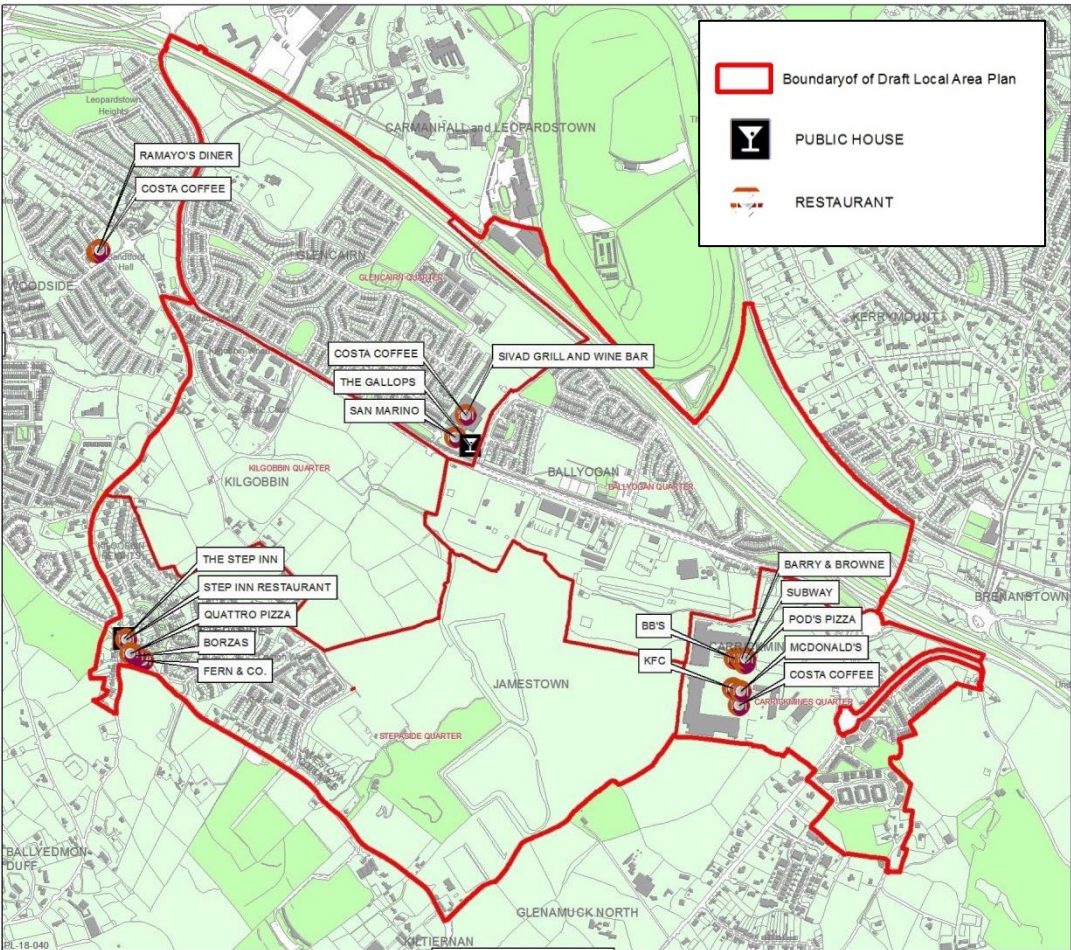 Boundaryof of Draft Local Area Plan
PUBLIC HOUSE
RESTAURANT
Leopardstown
Heights
CARMANHALL and LEOPARDSTOWN
RAMAYO'S DINER
COSTA COFFEE
Hall
WOODSIDE
GLENCAIRN
GLENCAIRN QUARTER
KERRYMOUNT
COSTA COFFEE
SIVAD GRILL AND WINE BAR
THE GALLOPS
SAN MARINO
KILGOBBIN QUARTER
KILGOBBIN
BALLYOGAN
BALLYOGAN QUARTER
THE STEP INN
STEP INN RESTAURANT
QUATTRO PIZZA
BORZAS
FERN & CO.
BARRY & BROWNE
SUBWAY
BB'S
POD'S PIZZA
MCDONALD'S
KFC
COSTA COFFEE
BRENANSTOWN
CARRICKMINES QUARTER
JAMESTOWN
STEPASIDE QUARTER
BALLYEDMON-
DUFF
GLENAMUCK NORTH
KILTIERNAN
PL-18-040